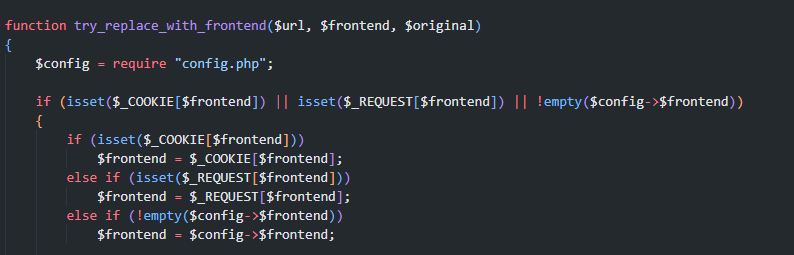 function try_replace_with_frontend($url, $frontend, $original)
{
$config = require "config.php";
if (isset($_COOKIE[$frontend]) || isset($_REQUEST[$frontend]) || !empty($config->$frontend))
{
if (isset($_COOKIE[$frontend]))
$frontend = $_COOKIE[$frontend];
else if (isset($_REQUEST[$frontend]))
$frontend = $_REQUEST[$frontend];
else if (!empty($config->$frontend))
$frontend = $config->$frontend;